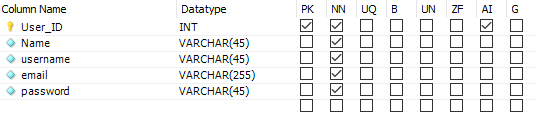 Column Name Datatype PK NN UQ B UN ZF AI G
User_ID INT
Name VARCHAR(45)
username VARCHAR(45)
email VARCHAR(255)
password VARCHAR(45)